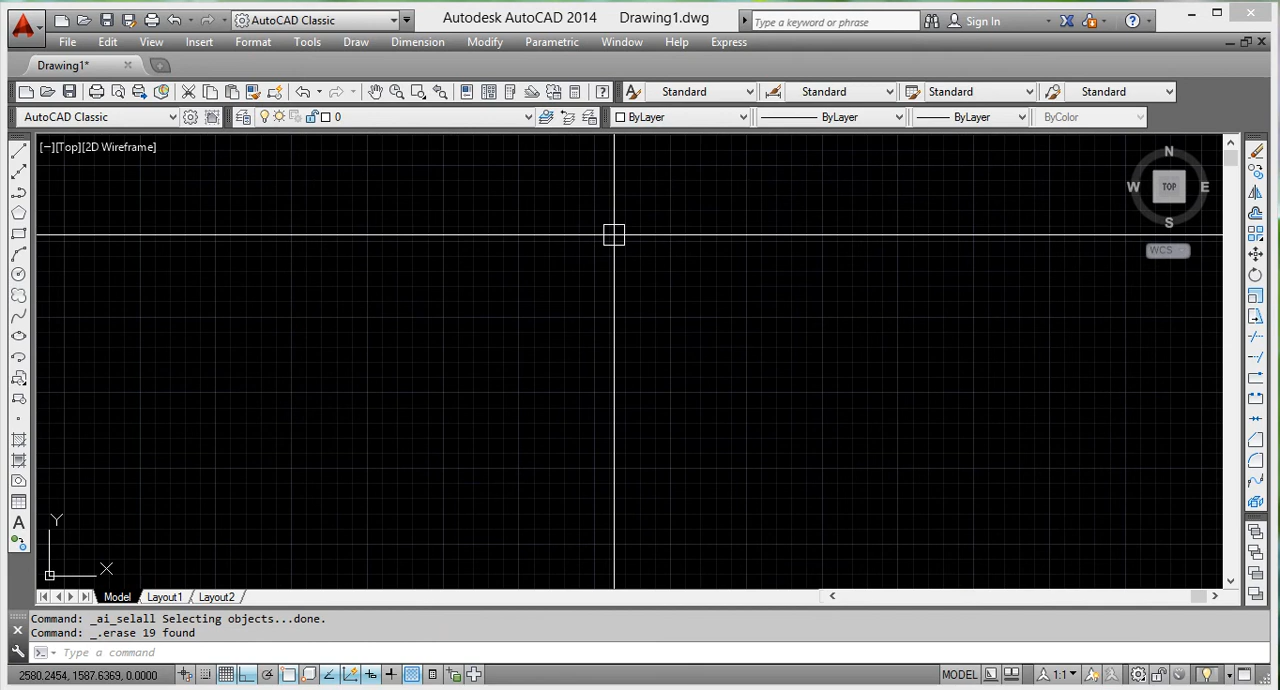 AutoCAD Classic Autodesk AutoCAD 2014 Drawing1.dwg Type a keyword or phrase Sign In
File Edit View Insert Format Tools Draw Dimension Modify Parametric Window Help Express
Drawing1*
Standard Standard Standard Standard
AutoCAD Classic 0 ByLayer ByLayer ByLayer ByColor
[−][Top][2D Wireframe]
N
W TOP E
S
WCS
Y
X
A
Model Layout1 Layout2
Command: _ai_selall Selecting objects...done.
Command: _.erase 19 found
Type a command
2580.2454, 1587.6369, 0.0000 MODEL 1:1